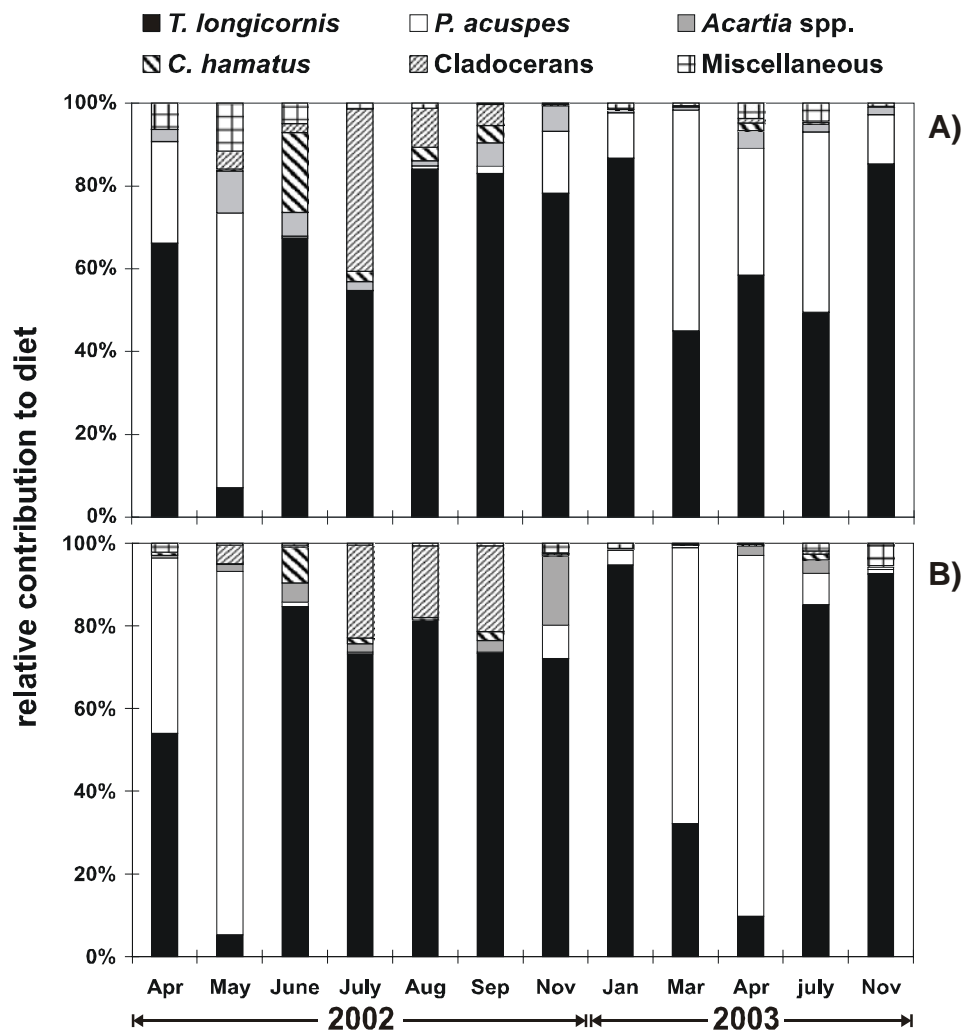 T. longicornis P. acuspes Acartia spp.
C. hamatus Cladocerans Miscellaneous
A)
100%
80%
60%
40%
20%
0%
relative contribution to diet
B)
100%
80%
60%
40%
20%
0%
Apr May June July Aug Sep Nov Jan Mar Apr july Nov
2002 2003